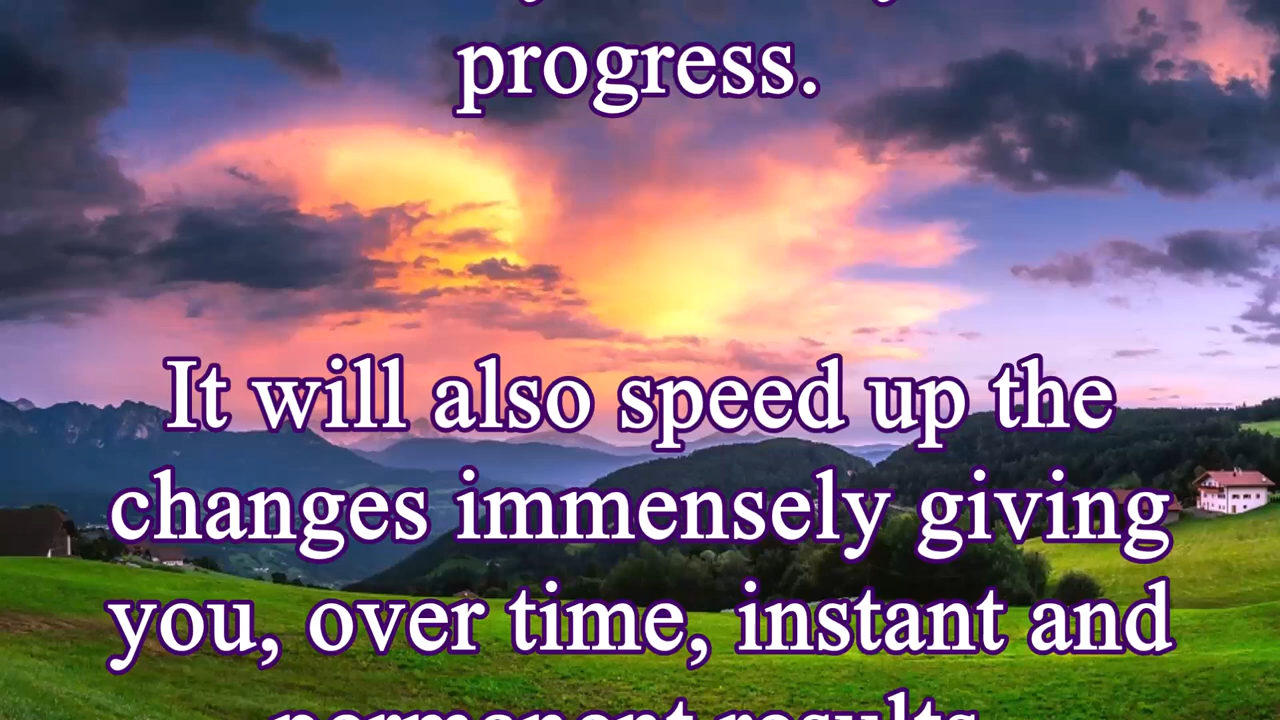 progress.
It will also speed up the
changes immensely giving
you, over time, instant and
permanent results